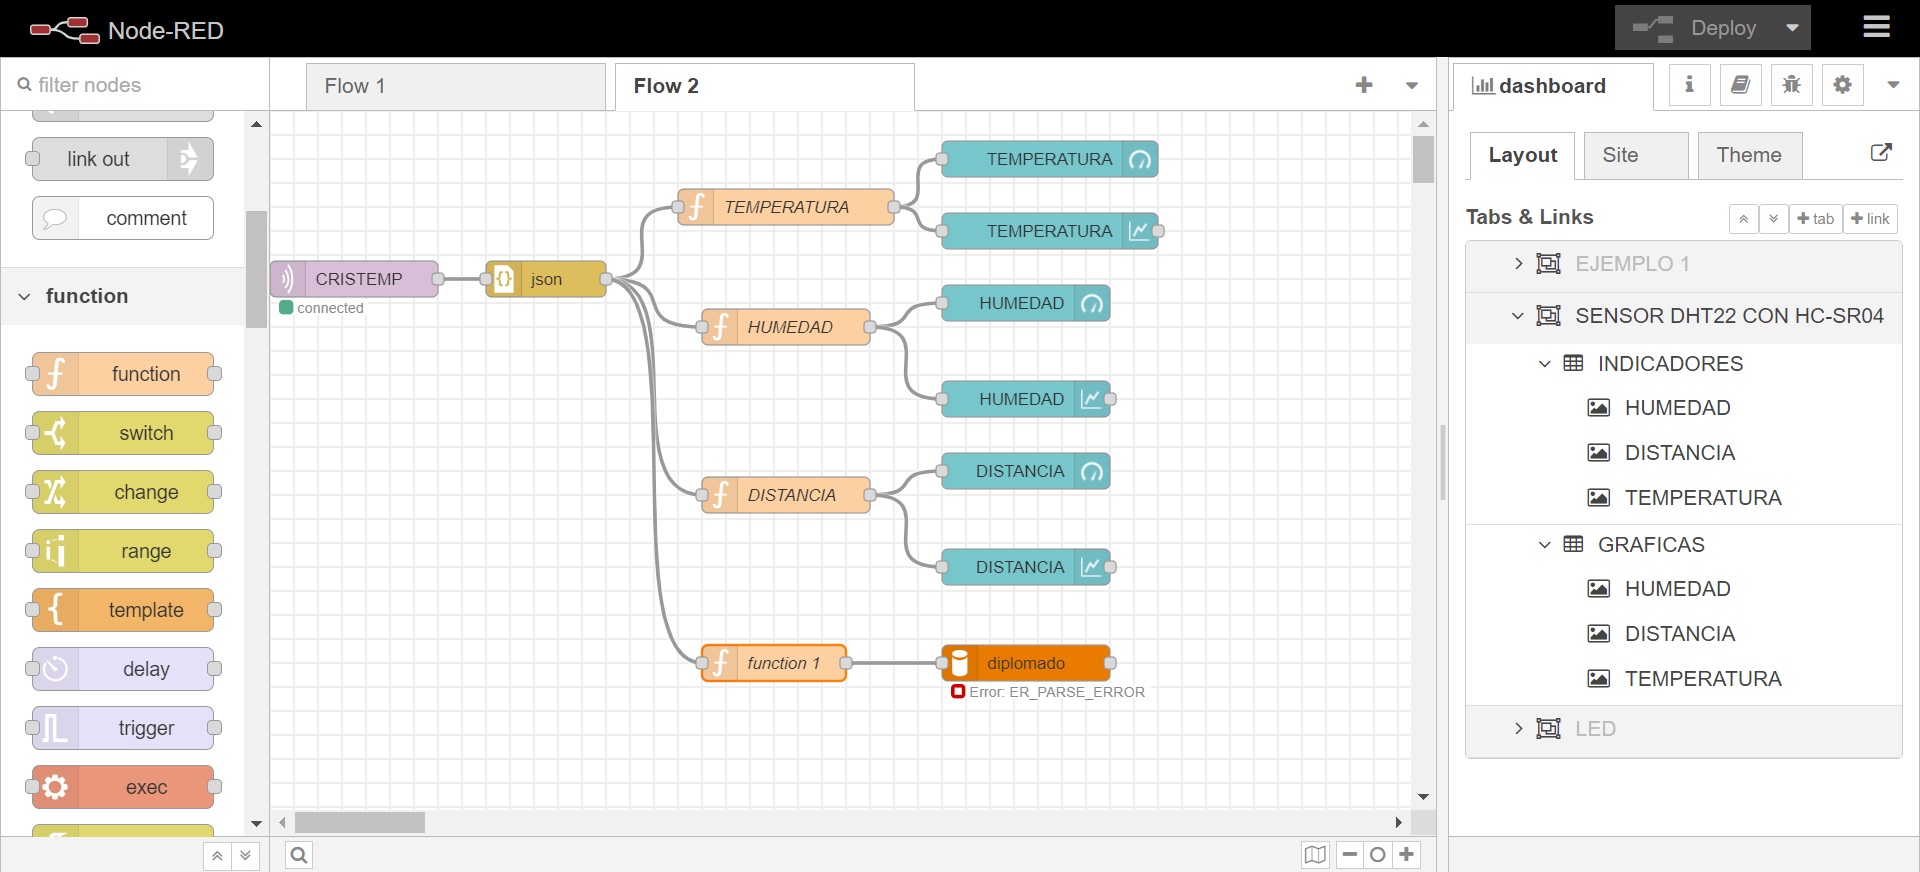 Node-RED
Deploy
filter nodes
link out
comment
function
function
switch
change
range
template
delay
trigger
exec
Flow 1
Flow 2
CRISTEMP
connected
json
TEMPERATURA
TEMPERATURA
TEMPERATURA
HUMEDAD
HUMEDAD
HUMEDAD
DISTANCIA
DISTANCIA
DISTANCIA
function 1
diplomado
Error: ER_PARSE_ERROR
dashboard
Layout
Site
Theme
Tabs & Links
tab
link
EJEMPLO 1
SENSOR DHT22 CON HC-SR04
INDICADORES
HUMEDAD
DISTANCIA
TEMPERATURA
GRAFICAS
HUMEDAD
DISTANCIA
TEMPERATURA
LED